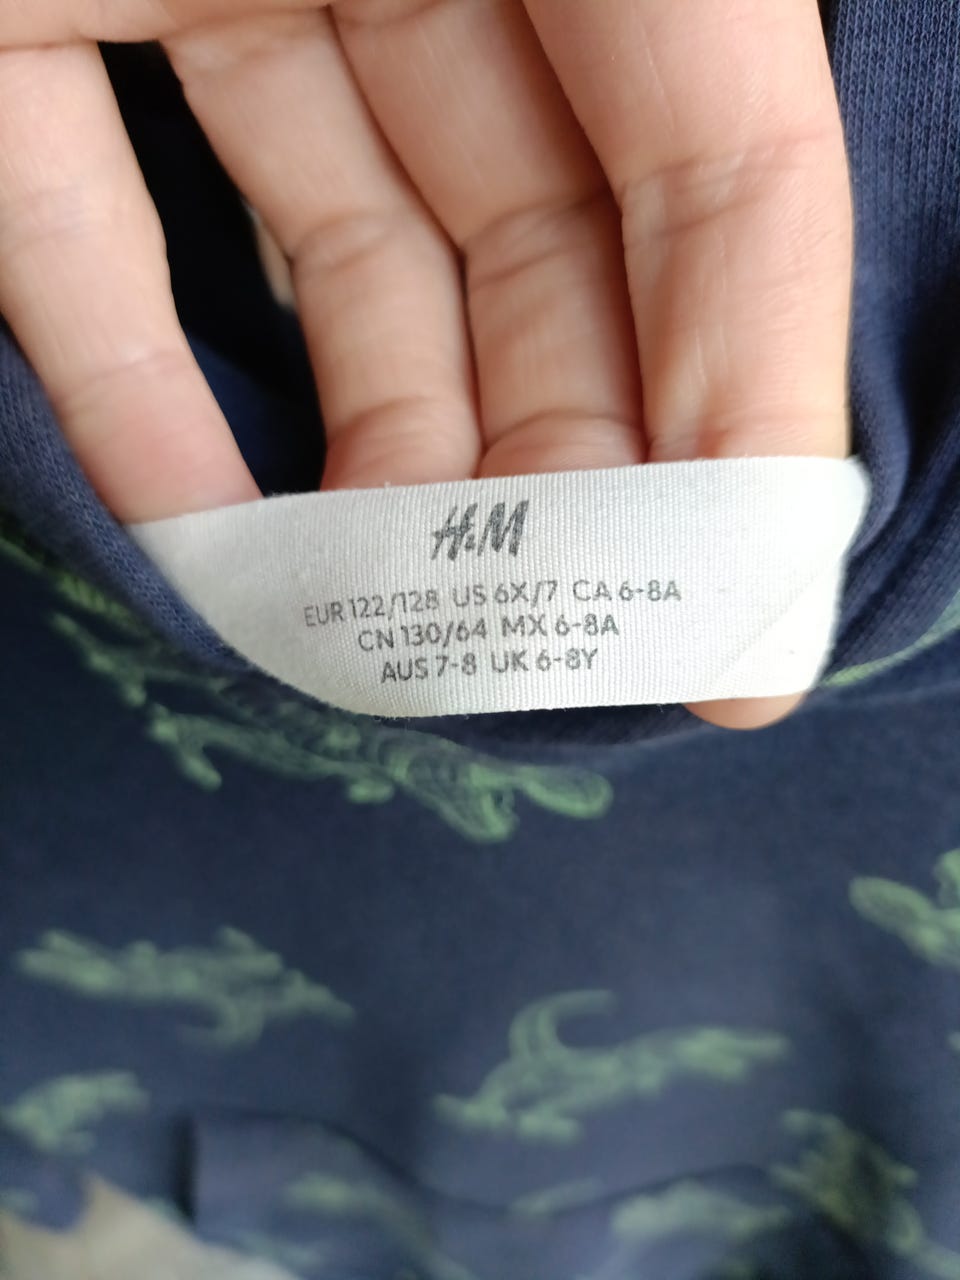 H&M
EUR 122/128 US 6X/7 CA 6-8A
CN 130/64 MX 6-8A
AUS 7-8 UK 6-8Y